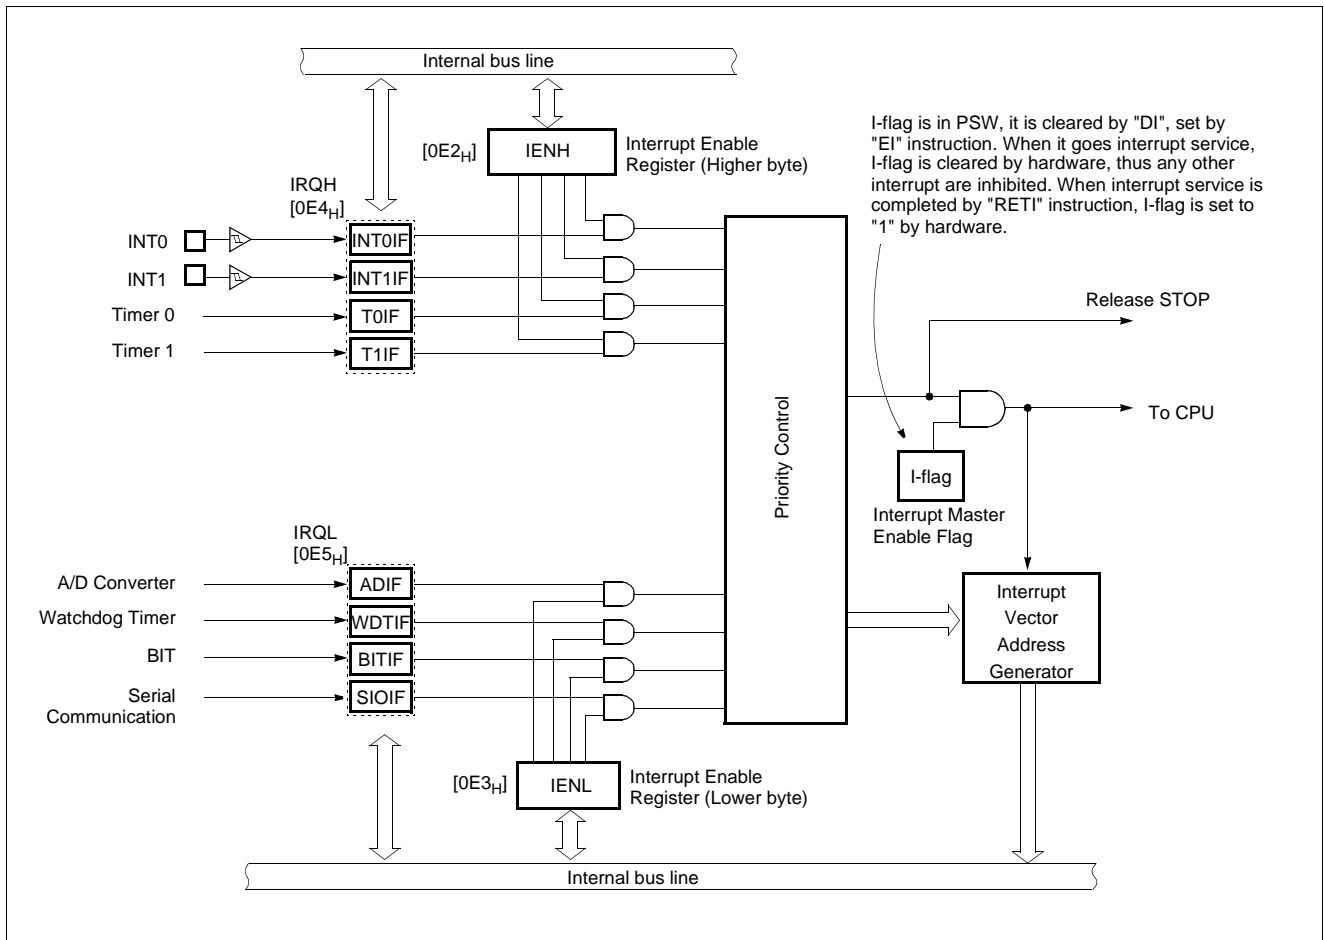 Internal bus line
I-flag is in PSW, it is cleared by "DI", set by
"EI" instruction. When it goes interrupt service,
I-flag is cleared by hardware, thus any other
interrupt are inhibited. When interrupt service is
completed by "RETI" instruction, I-flag is set to
"1" by hardware.
[0E2H]
IENH
Interrupt Enable
Register (Higher byte)
IRQH
[0E4H]
INT0
INT0IF
INT1
INT1IF
Timer 0
T0IF
Timer 1
T1IF
Release STOP
To CPU
Priority Control
I-flag
Interrupt Master
Enable Flag
IRQL
[0E5H]
A/D Converter
ADIF
Watchdog Timer
WDTIF
BIT
BITIF
Serial
Communication
SIOIF
Interrupt
Vector
Address
Generator
[0E3H]
IENL
Interrupt Enable
Register (Lower byte)
Internal bus line